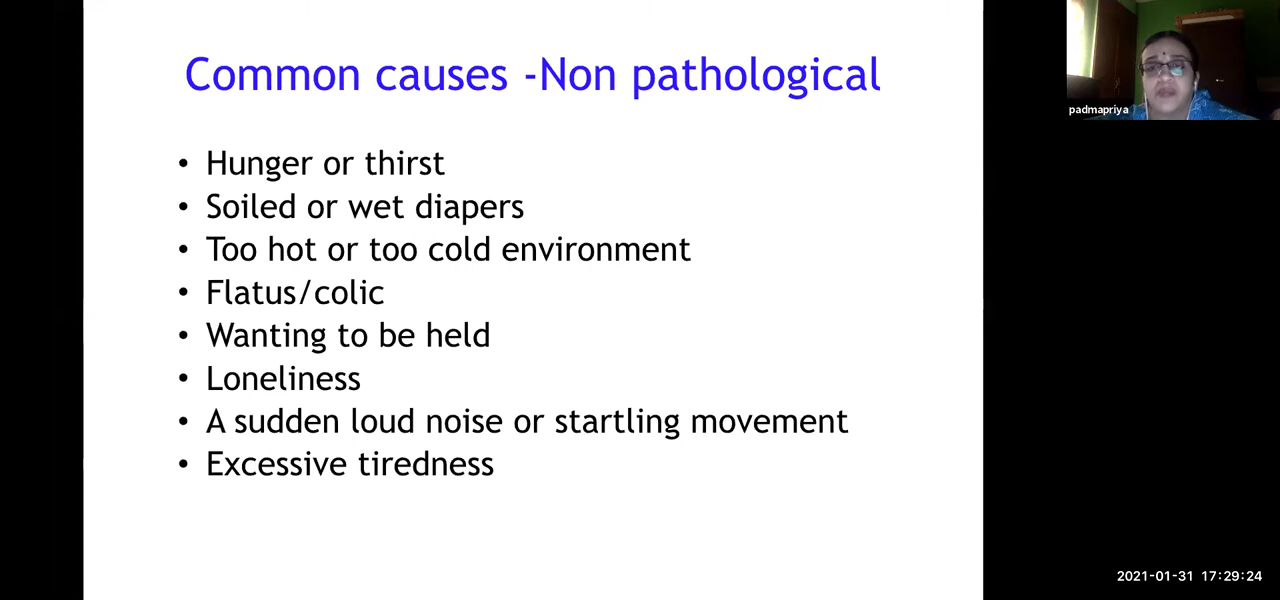 Common causes -Non pathological
padmapriya
• Hunger or thirst
• Soiled or wet diapers
• Too hot or too cold environment
• Flatus/colic
• Wanting to be held
• Loneliness
• A sudden loud noise or startling movement
• Excessive tiredness
2021-01-31 17:29:24